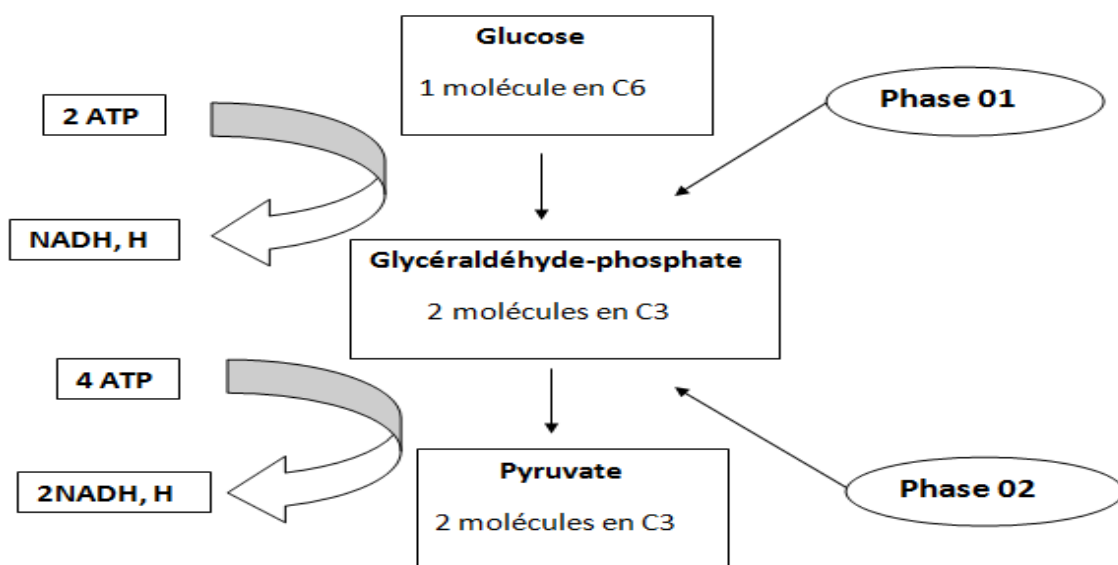 Glucose
1 molécule en C6
2 ATP
Phase 01
NADH, H
Glycéraldéhyde-phosphate
2 molécules en C3
4 ATP
Pyruvate
2 molécules en C3
2NADH, H
Phase 02